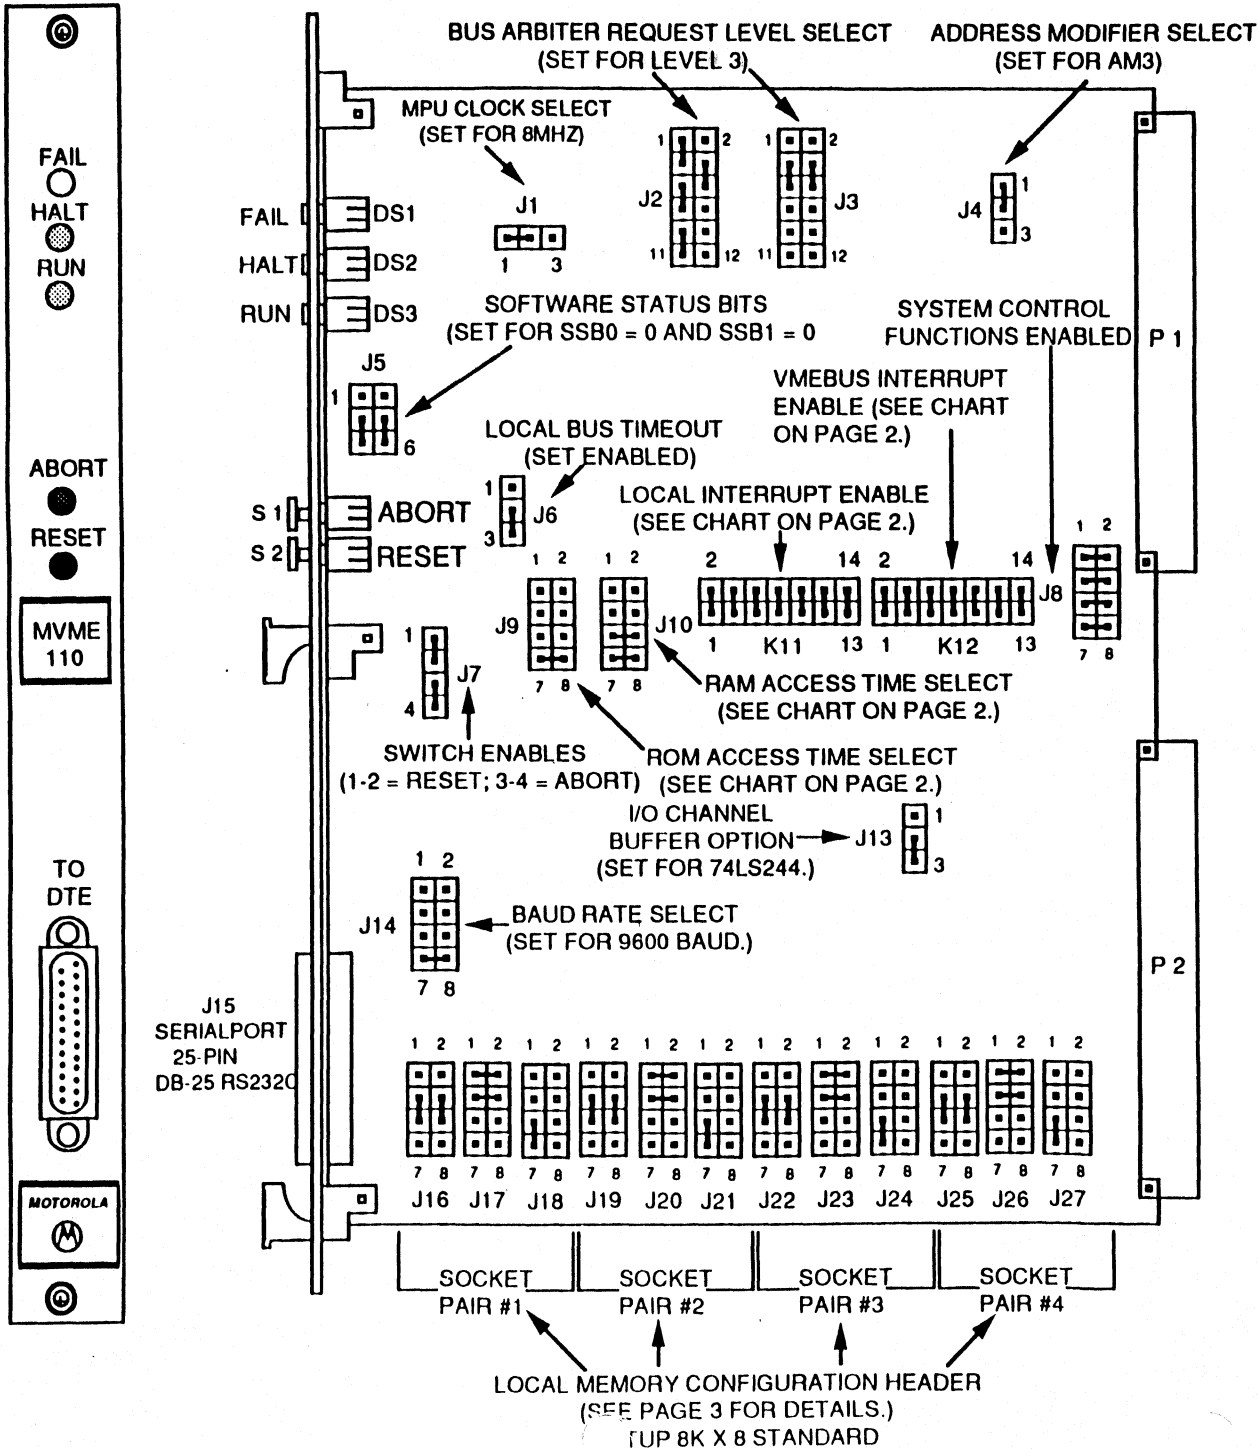 BUS ARBITER REQUEST LEVEL SELECT
(SET FOR LEVEL 3)
ADDRESS MODIFIER SELECT
(SET FOR AM3)
MPU CLOCK SELECT
(SET FOR 8MHZ)
FAIL
HALT
RUN
FAIL
DS1
HALT
DS2
RUN
DS3
J1
1 3
1 2
J2
11 12
1 2
J3
11 12
1
J4
3
SOFTWARE STATUS BITS
(SET FOR SSB0 = 0 AND SSB1 = 0
SYSTEM CONTROL
FUNCTIONS ENABLED
P 1
J5
1
6
VMEBUS INTERRUPT
ENABLE (SEE CHART
ON PAGE 2.)
LOCAL BUS TIMEOUT
(SET ENABLED)
1
J6
3
LOCAL INTERRUPT ENABLE
(SEE CHART ON PAGE 2.)
ABORT
RESET
S 1
ABORT
S 2
RESET
MVME
110
1 2
J9
7 8
1 2
J10
7 8
2 14
1 K11 13
2 14
1 K12 13
1 2
J8
7 8
1
J7
4
RAM ACCESS TIME SELECT
(SEE CHART ON PAGE 2.)
SWITCH ENABLES
(1-2 = RESET; 3-4 = ABORT)
ROM ACCESS TIME SELECT
(SEE CHART ON PAGE 2.)
I/O CHANNEL
BUFFER OPTION
(SET FOR 74LS244.)
J13
1
3
TO
DTE
1 2
J14
7 8
BAUD RATE SELECT
(SET FOR 9600 BAUD.)
P 2
J15
SERIALPORT
25-PIN
DB-25 RS232C
1 2 1 2 1 2 1 2 1 2 1 2 1 2 1 2 1 2 1 2 1 2 1 2
7 8 7 8 7 8 7 8 7 8 7 8 7 8 7 8 7 8 7 8 7 8 7 8
J16 J17 J18 J19 J20 J21 J22 J23 J24 J25 J26 J27
MOTOROLA
SOCKET
PAIR #1
SOCKET
PAIR #2
SOCKET
PAIR #3
SOCKET
PAIR #4
LOCAL MEMORY CONFIGURATION HEADER
(SEE PAGE 3 FOR DETAILS.)
TUP 8K X 8 STANDARD